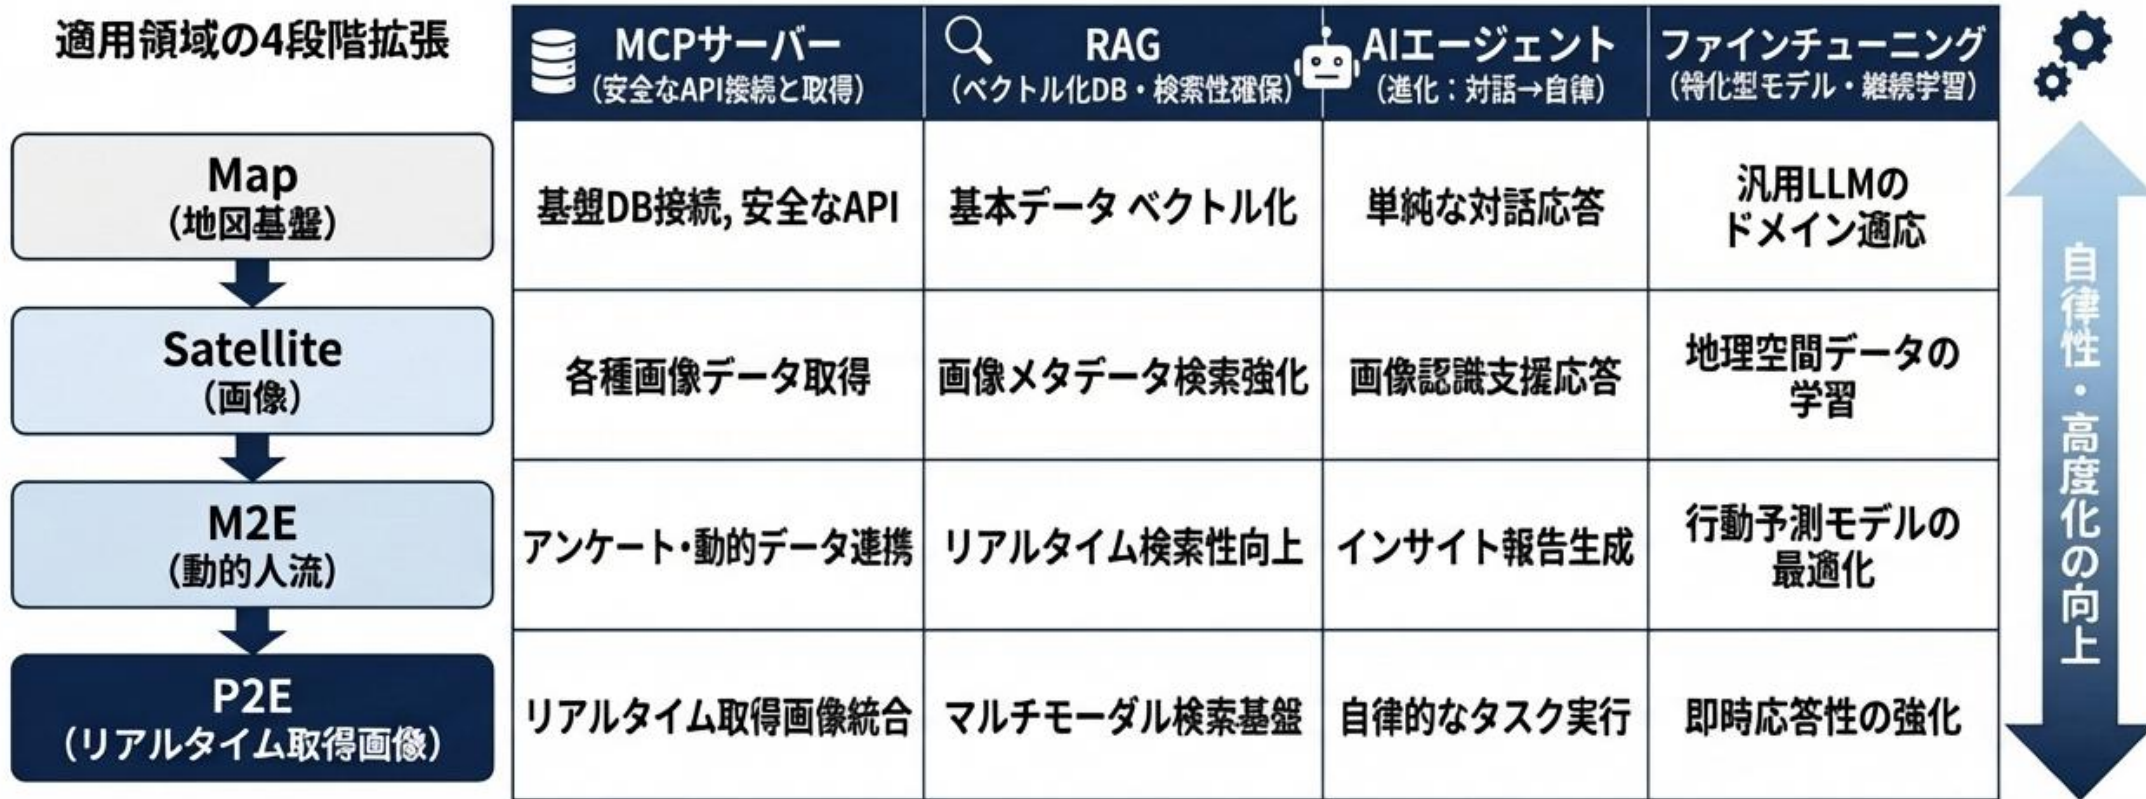 適用領域の4段階拡張
MCPサーバー
(安全なAPI接続と取得)
RAG
(ベクトル化DB・検索性確保)
AIエージェント
(進化:対話→自律)
ファインチューニング
(特化型モデル・継続学習)
Map
(地図基盤)
基盤DB接続, 安全なAPI
基本データ ベクトル化
単純な対話応答
汎用LLMの
ドメイン適応
Satellite
(画像)
各種画像データ取得
画像メタデータ検索強化
画像認識支援応答
地理空間データの
学習
M2E
(動的人流)
アンケート・動的データ連携
リアルタイム検索性向上
インサイト報告生成
行動予測モデルの
最適化
P2E
(リアルタイム取得画像)
リアルタイム取得画像統合
マルチモーダル検索基盤
自律的なタスク実行
即時応答性の強化
自律性・高度化の向上